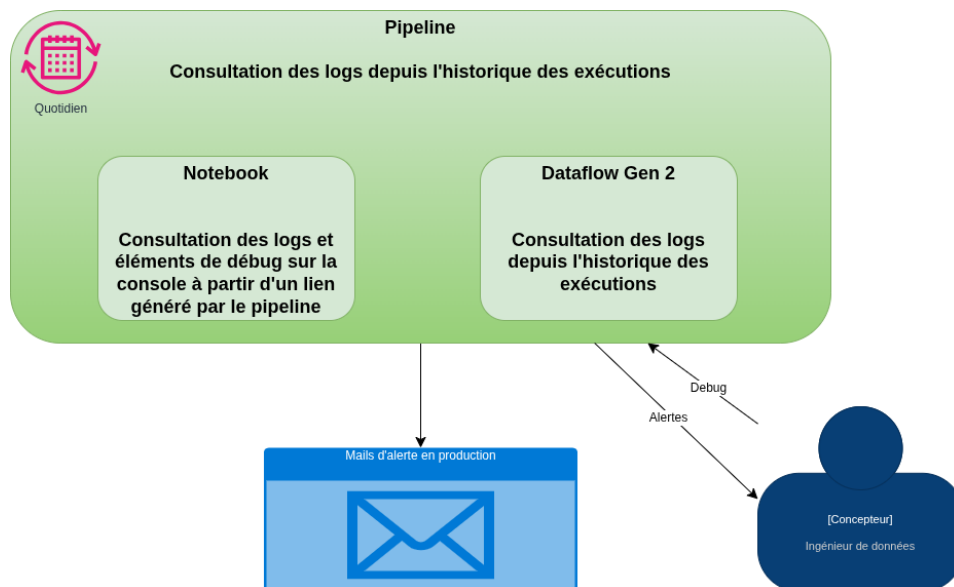 Pipeline
Consultation des logs depuis l'historique des exécutions
Quotidien
Notebook
Consultation des logs et
éléments de débug sur la
console à partir d'un lien
généré par le pipeline
Dataflow Gen 2
Consultation des logs
depuis l'historique des
exécutions
Debug
Alertes
Mails d'alerte en production
[Concepteur]
Ingénieur de données